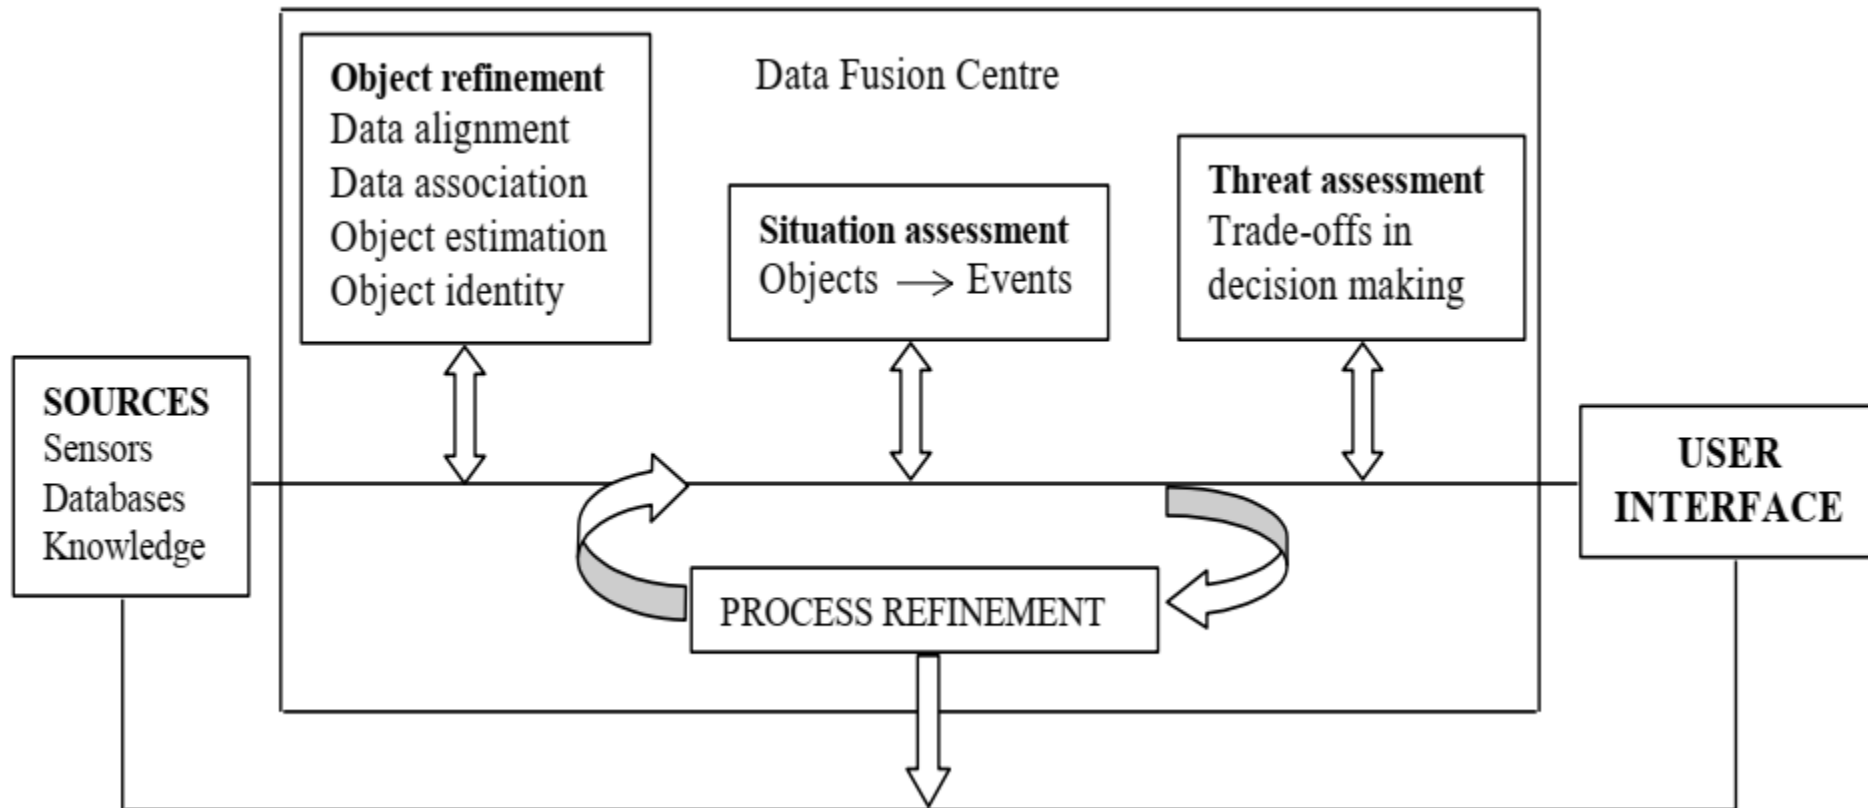 Data Fusion Centre
Object refinement
Data alignment
Data association
Object estimation
Object identity
Situation assessment
Objects → Events
Threat assessment
Trade-offs in
decision making
SOURCES
Sensors
Databases
Knowledge
USER
INTERFACE
PROCESS REFINEMENT